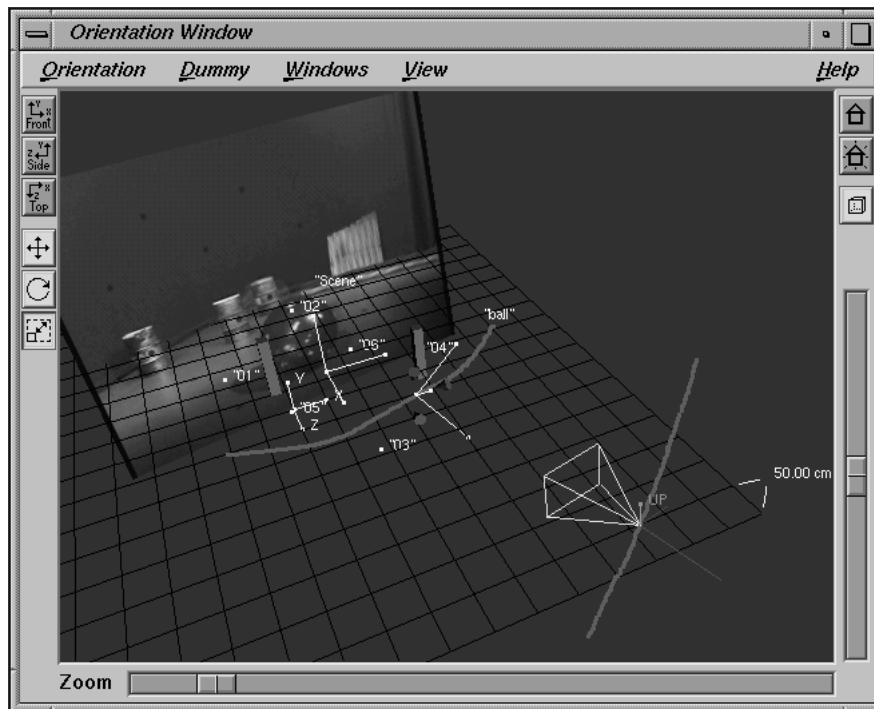 Orientation Window
Orientation Dummy Windows View Help
Y X Front
Z Y Side
X Z Top
"Scene"
"02"
"ball"
"06"
"04"
"01"
Y
X
"05"
Z
"03"
50.00 cm
UP
Zoom